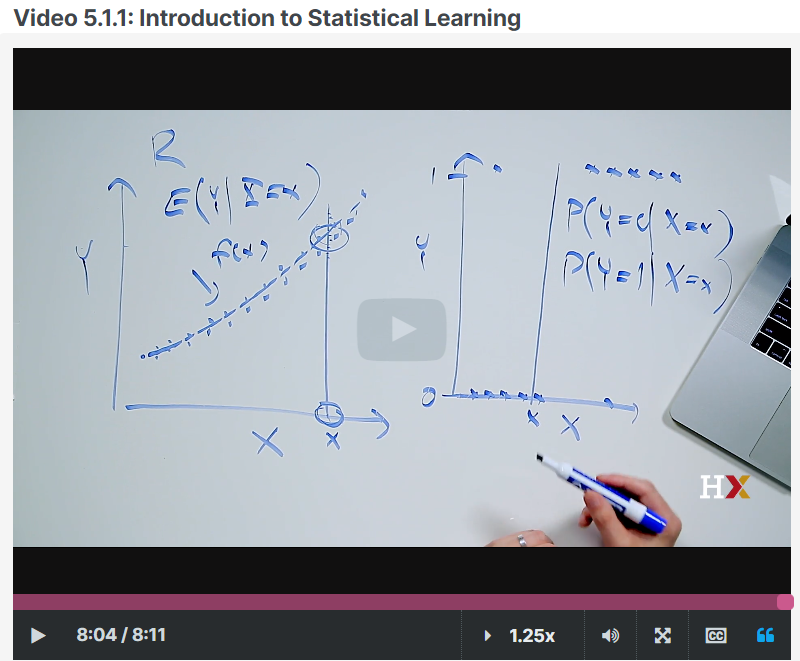 Video 5.1.1: Introduction to Statistical Learning
R
E(Y|X=x)
f(x)
Y
X
x
1
Y
0
P(Y=0|X=x)
P(Y=1|X=x)
x
X
HX
8:04 / 8:11
1.25x
CC